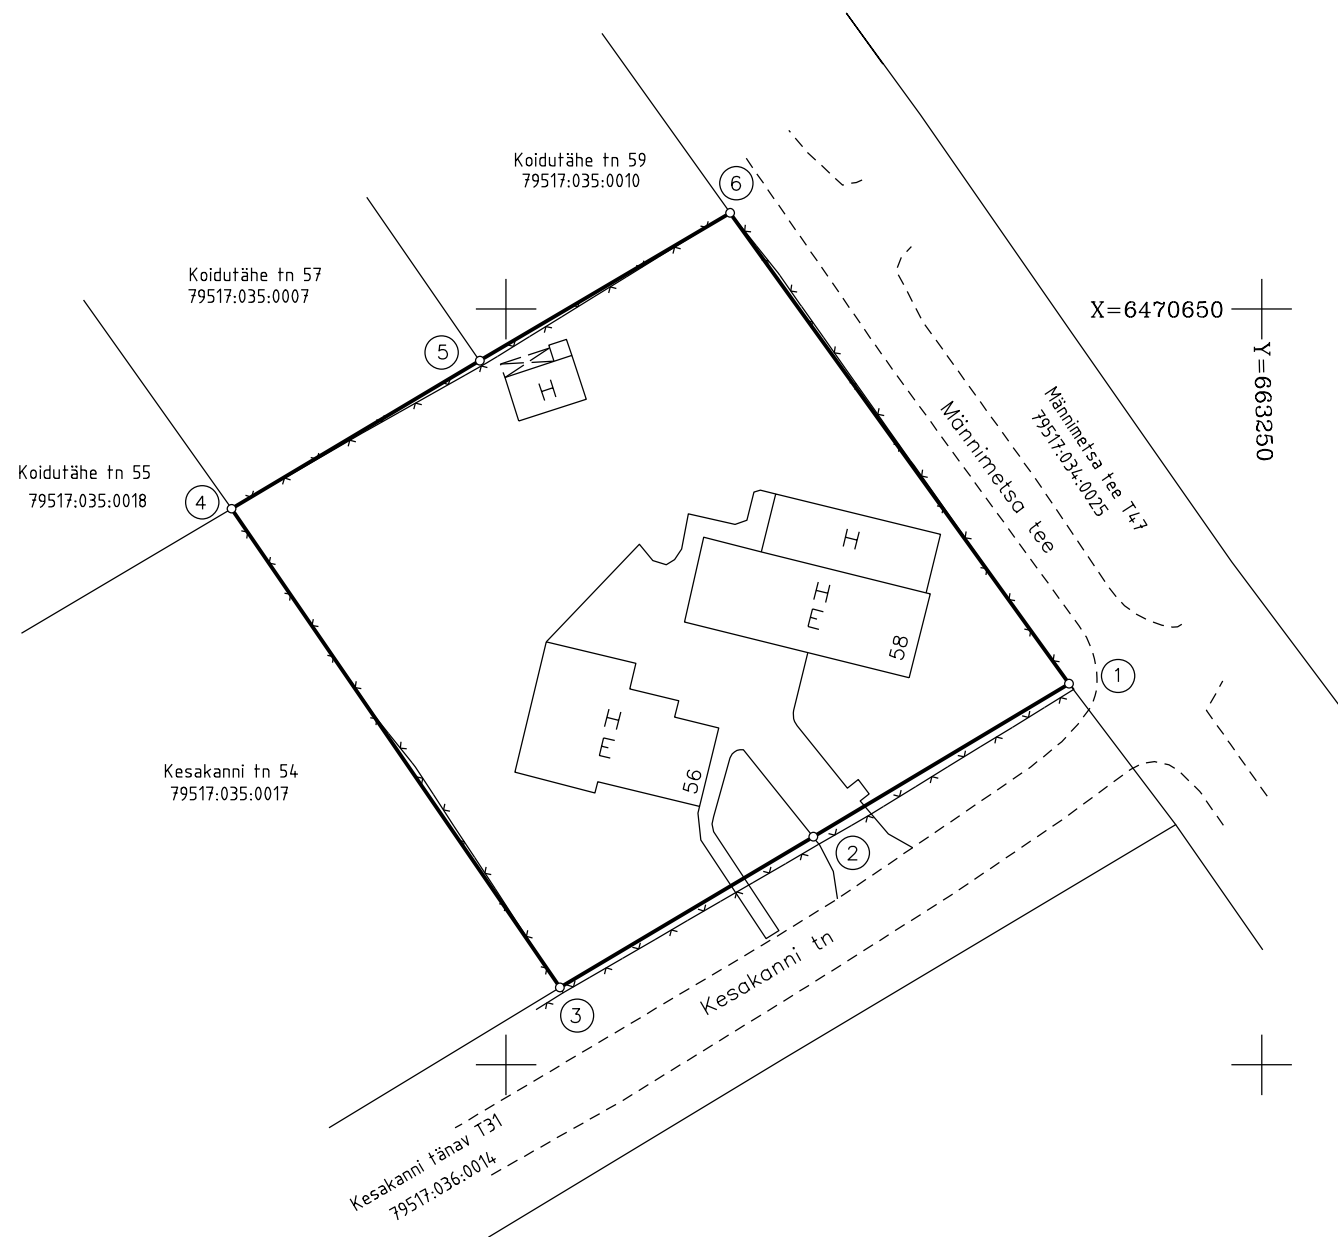 Koidutähe tn 59
79517:035:0010
6
Koidutähe tn 57
79517:035:0007
X=6470650
Y=663250
5
H
Männimetsa tee
Männimetsa tee T47
79517:034:0025
Koidutähe tn 55
79517:035:0018
4
H
H
E
58
1
H
E
56
Kesakanni tn 54
79517:035:0017
2
Kesakanni tn
3
Kesakanni tänav T31
79517:036:0014